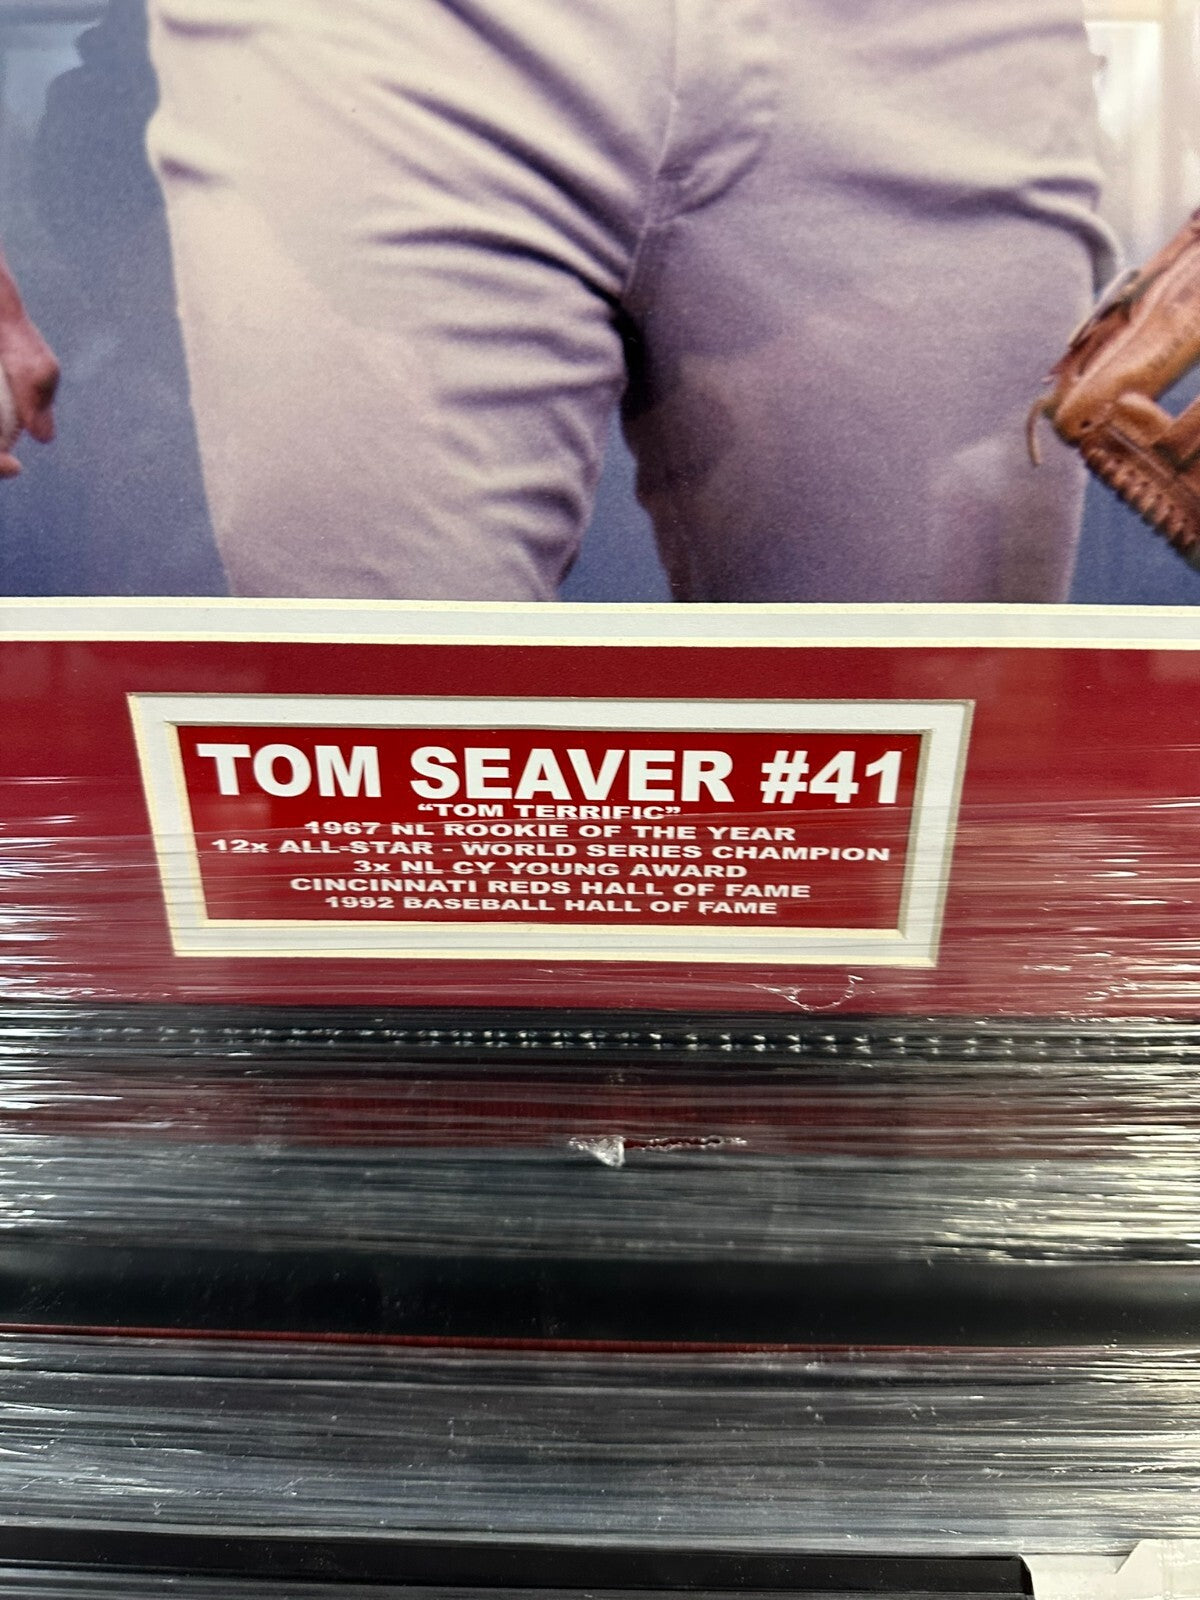 TOM SEAVER #41
“TOM TERRIFIC”
1967 NL ROOKIE OF THE YEAR
12x ALL-STAR - WORLD SERIES CHAMPION
3x NL CY YOUNG AWARD
CINCINNATI REDS HALL OF FAME
1992 BASEBALL HALL OF FAME